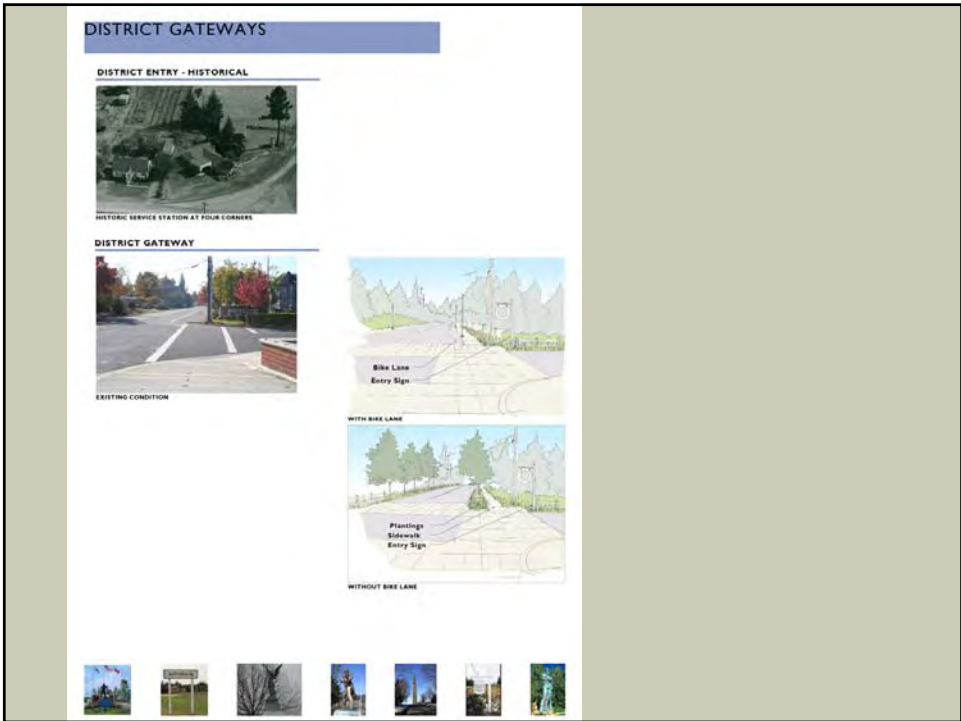 DISTRICT GATEWAYS
DISTRICT ENTRY - HISTORICAL
HISTORIC SERVICE STATION AT FOUR CORNERS
DISTRICT GATEWAY
EXISTING CONDITION
Bike Lane
Entry Sign
WITH BIKE LANE
Plantings
Sidewalk
Entry Sign
WITHOUT BIKE LANE